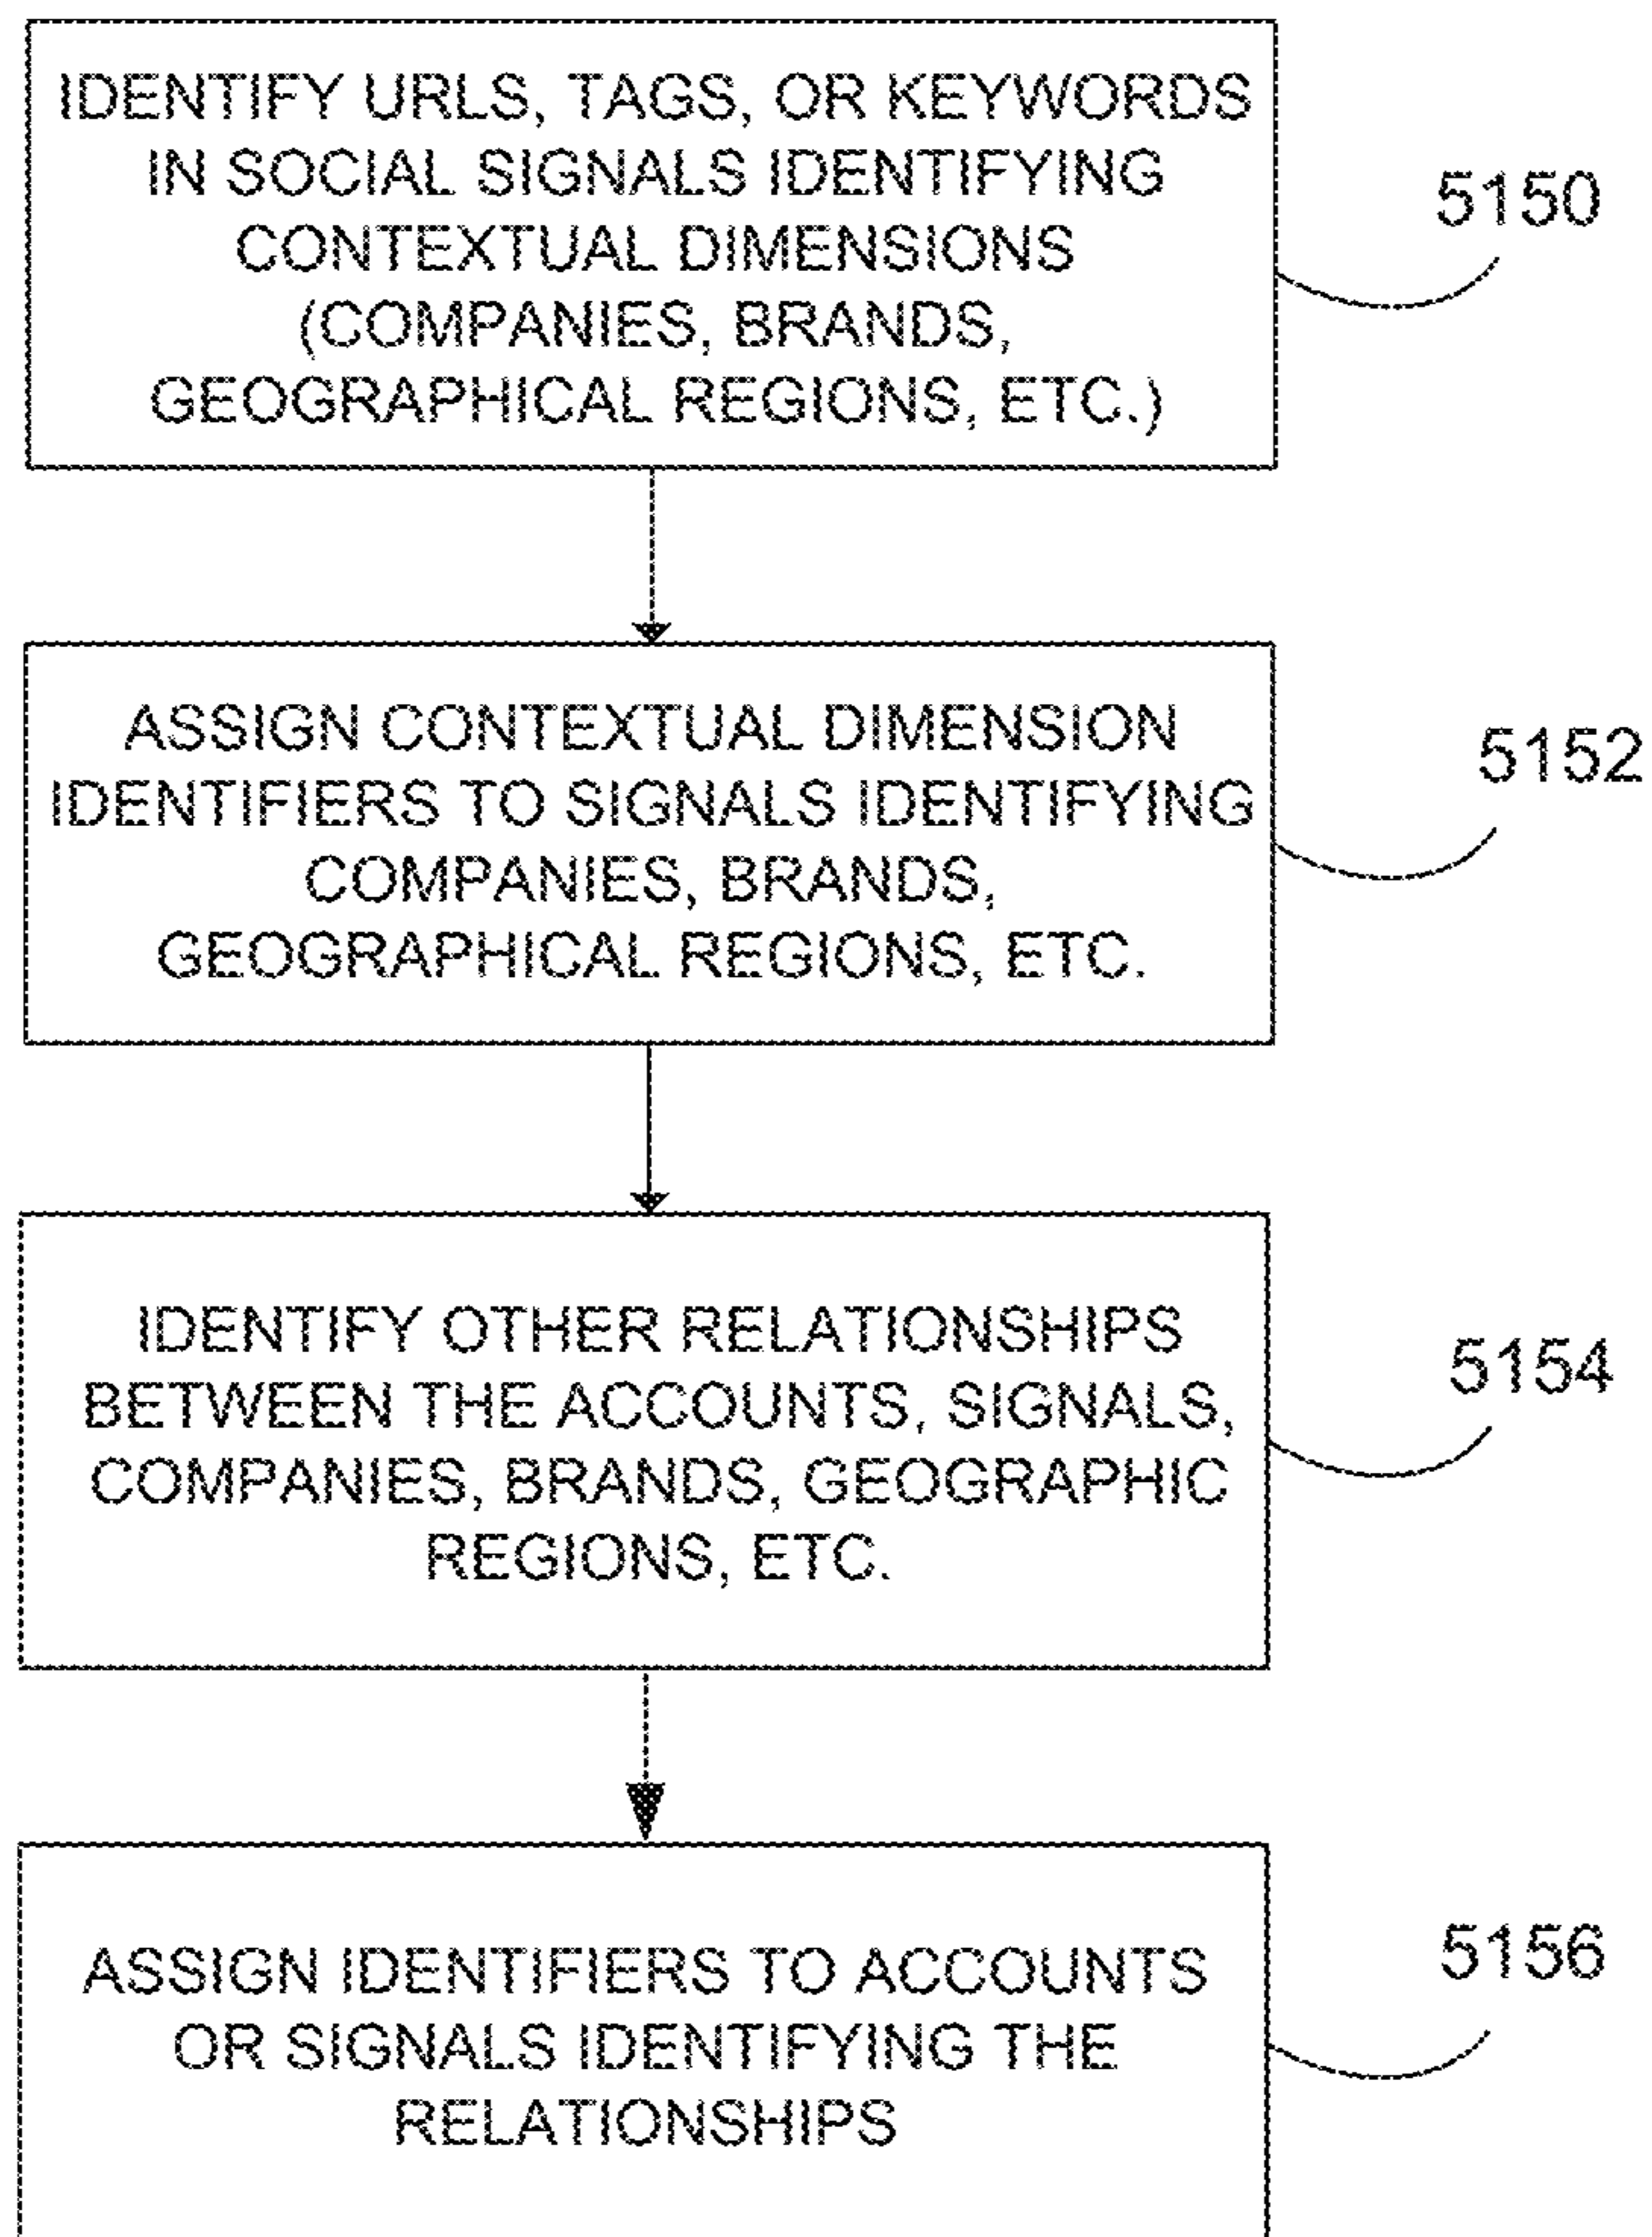 IDENTIFY URLS, TAGS, OR KEYWORDS
IN SOCIAL SIGNALS IDENTIFYING
CONTEXTUAL DIMENSIONS
(COMPANIES, BRANDS,
GEOGRAPHICAL REGIONS, ETC.)
5150
ASSIGN CONTEXTUAL DIMENSION
IDENTIFIERS TO SIGNALS IDENTIFYING
COMPANIES, BRANDS,
GEOGRAPHICAL REGIONS, ETC.
5152
IDENTIFY OTHER RELATIONSHIPS
BETWEEN THE ACCOUNTS, SIGNALS,
COMPANIES, BRANDS, GEOGRAPHIC
REGIONS, ETC.
5154
ASSIGN IDENTIFIERS TO ACCOUNTS
OR SIGNALS IDENTIFYING THE
RELATIONSHIPS
5156